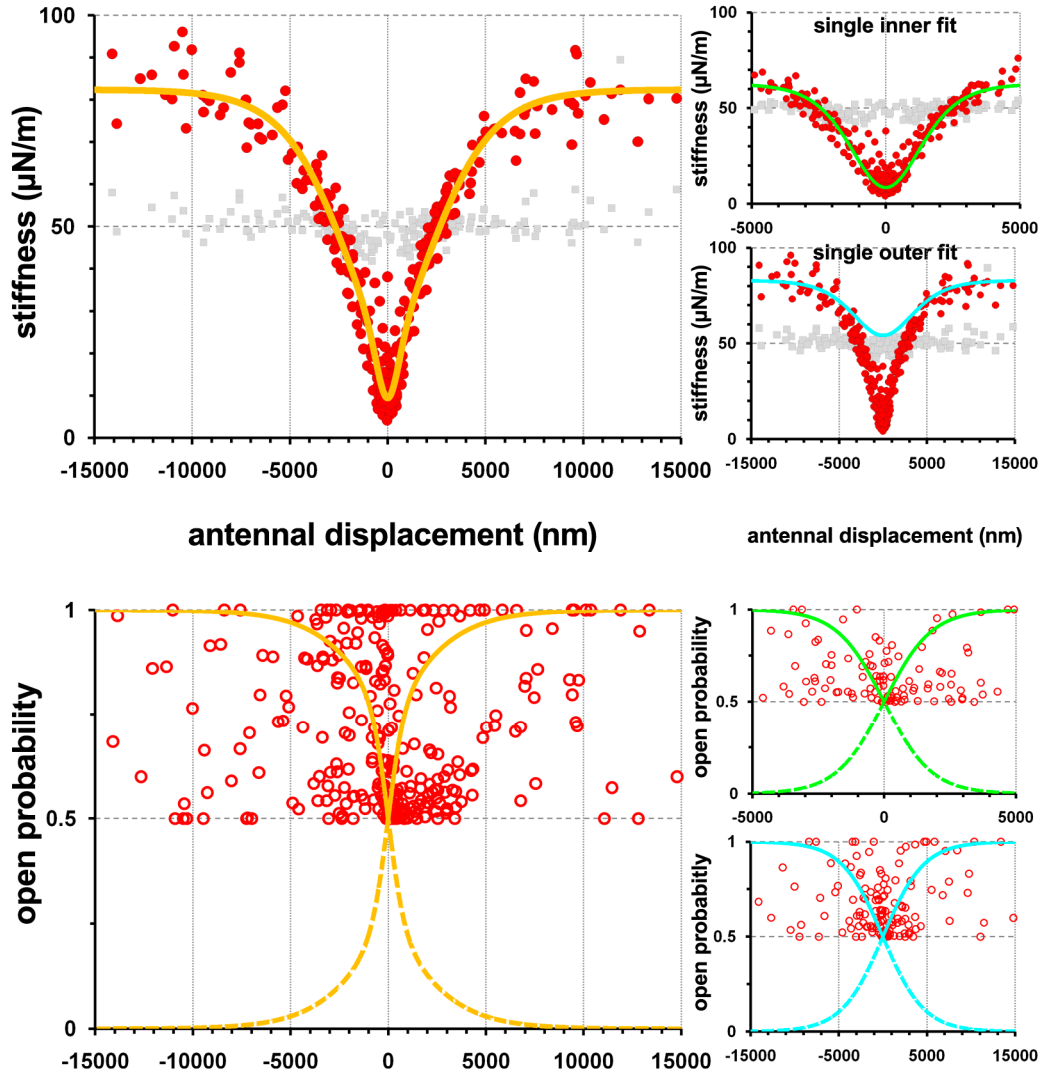 100
50
0
stiffness (μN/m)
-15000 -10000 -5000 0 5000 10000 15000
antennal displacement (nm)
single inner fit
100
50
0
stiffness (μN/m)
-5000 0 5000
single outer fit
100
50
0
stiffness (μN/m)
-15000 -5000 5000 15000
antennal displacement (nm)
1
0.5
0
open probability
-15000 -10000 -5000 0 5000 10000 15000
1
0.5
0
open probability
-5000 0 5000
1
0.5
0
open probabitly
-15000 -5000 5000 15000